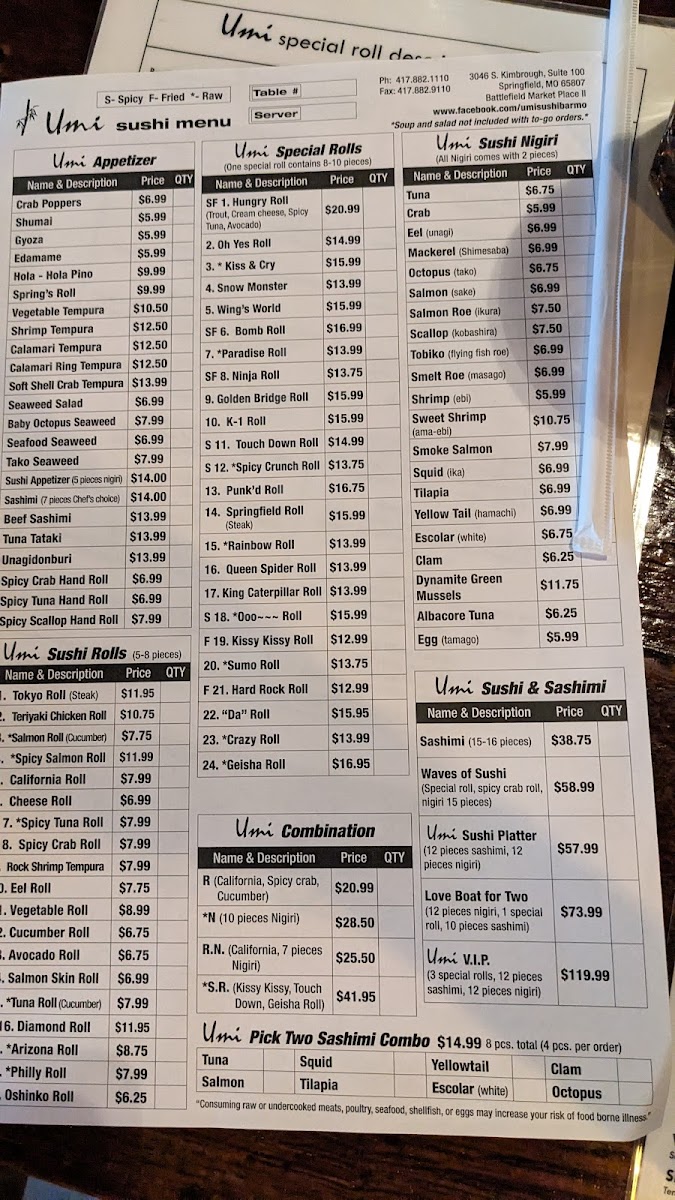 Umi special roll des
S- Spicy F- Fried *- Raw
Table #
Server
Ph: 417.882.1110
Fax: 417.882.9110
3046 S. Kimbrough, Suite 100
Springfield, MO 65807
Battlefield Market Place II
www.facebook.com/umisushibarmo
*Soup and salad not included with to-go orders.*
Umi sushi menu
Umi Appetizer
Name & Description Price QTY
Crab Poppers $6.99
Shumai $5.99
Gyoza $5.99
Edamame $5.99
Hola - Hola Pino $9.99
Spring's Roll $9.99
Vegetable Tempura $10.50
Shrimp Tempura $12.50
Calamari Tempura $12.50
Calamari Ring Tempura $12.50
Soft Shell Crab Tempura $13.99
Seaweed Salad $6.99
Baby Octopus Seaweed $7.99
Seafood Seaweed $6.99
Tako Seaweed $7.99
Sushi Appetizer (5 pieces nigiri) $14.00
Sashimi (7 pieces Chef's choice) $14.00
Beef Sashimi $13.99
Tuna Tataki $13.99
Unagidonburi $13.99
Spicy Crab Hand Roll $6.99
Spicy Tuna Hand Roll $6.99
Spicy Scallop Hand Roll $7.99
Umi Sushi Rolls (5-8 pieces)
Name & Description Price QTY
. Tokyo Roll (Steak) $11.95
. Teriyaki Chicken Roll $10.75
. *Salmon Roll (Cucumber) $7.75
. *Spicy Salmon Roll $11.99
. California Roll $7.99
. Cheese Roll $6.99
7. *Spicy Tuna Roll $7.99
8. Spicy Crab Roll $7.99
Rock Shrimp Tempura $7.99
0. Eel Roll $7.75
. Vegetable Roll $8.99
2. Cucumber Roll $6.75
. Avocado Roll $6.75
. Salmon Skin Roll $6.99
. *Tuna Roll (Cucumber) $7.99
16. Diamond Roll $11.95
. *Arizona Roll $8.75
. *Philly Roll $7.99
. Oshinko Roll $6.25
Umi Special Rolls
(One special roll contains 8-10 pieces)
Name & Description Price QTY
SF 1. Hungry Roll $20.99
(Trout, Cream cheese, Spicy
Tuna, Avocado)
2. Oh Yes Roll $14.99
3. * Kiss & Cry $15.99
4. Snow Monster $13.99
5. Wing's World $15.99
SF 6. Bomb Roll $16.99
7. *Paradise Roll $13.99
SF 8. Ninja Roll $13.75
9. Golden Bridge Roll $15.99
10. K-1 Roll $15.99
S 11. Touch Down Roll $14.99
S 12. *Spicy Crunch Roll $13.75
13. Punk'd Roll $16.75
14. Springfield Roll $15.99
(Steak)
15. *Rainbow Roll $13.99
16. Queen Spider Roll $13.99
17. King Caterpillar Roll $13.99
S 18. *Ooo~~~ Roll $15.99
F 19. Kissy Kissy Roll $12.99
20. *Sumo Roll $13.75
F 21. Hard Rock Roll $12.99
22. "Da" Roll $15.95
23. *Crazy Roll $13.99
24. *Geisha Roll $16.95
Umi Combination
Name & Description Price QTY
R (California, Spicy crab, $20.99
Cucumber)
*N (10 pieces Nigiri) $28.50
R.N. (California, 7 pieces $25.50
Nigiri)
*S.R. (Kissy Kissy, Touch $41.95
Down, Geisha Roll)
Umi Sushi Nigiri
(All Nigiri comes with 2 pieces)
Name & Description Price QTY
Tuna $6.75
Crab $5.99
Eel (unagi) $6.99
Mackerel (Shimesaba) $6.99
Octopus (tako) $6.75
Salmon (sake) $6.99
Salmon Roe (ikura) $7.50
Scallop (kobashira) $7.50
Tobiko (flying fish roe) $6.99
Smelt Roe (masago) $6.99
Shrimp (ebi) $5.99
Sweet Shrimp $10.75
(ama-ebi)
Smoke Salmon $7.99
Squid (ika) $6.99
Tilapia $6.99
Yellow Tail (hamachi) $6.99
Escolar (white) $6.75
Clam $6.25
Dynamite Green $11.75
Mussels
Albacore Tuna $6.25
Egg (tamago) $5.99
Umi Sushi & Sashimi
Name & Description Price QTY
Sashimi (15-16 pieces) $38.75
Waves of Sushi
(Special roll, spicy crab roll, $58.99
nigiri 15 pieces)
Umi Sushi Platter
(12 pieces sashimi, 12 $57.99
pieces nigiri)
Love Boat for Two
(12 pieces nigiri, 1 special $73.99
roll, 10 pieces sashimi)
Umi V.I.P.
(3 special rolls, 12 pieces $119.99
sashimi, 12 pieces nigiri)
Umi Pick Two Sashimi Combo $14.99 8 pcs. total (4 pcs. per order)
Tuna Squid Yellowtail Clam
Salmon Tilapia Escolar (white) Octopus
"Consuming raw or undercooked meats, poultry, seafood, shellfish, or eggs may increase your risk of food borne illness."